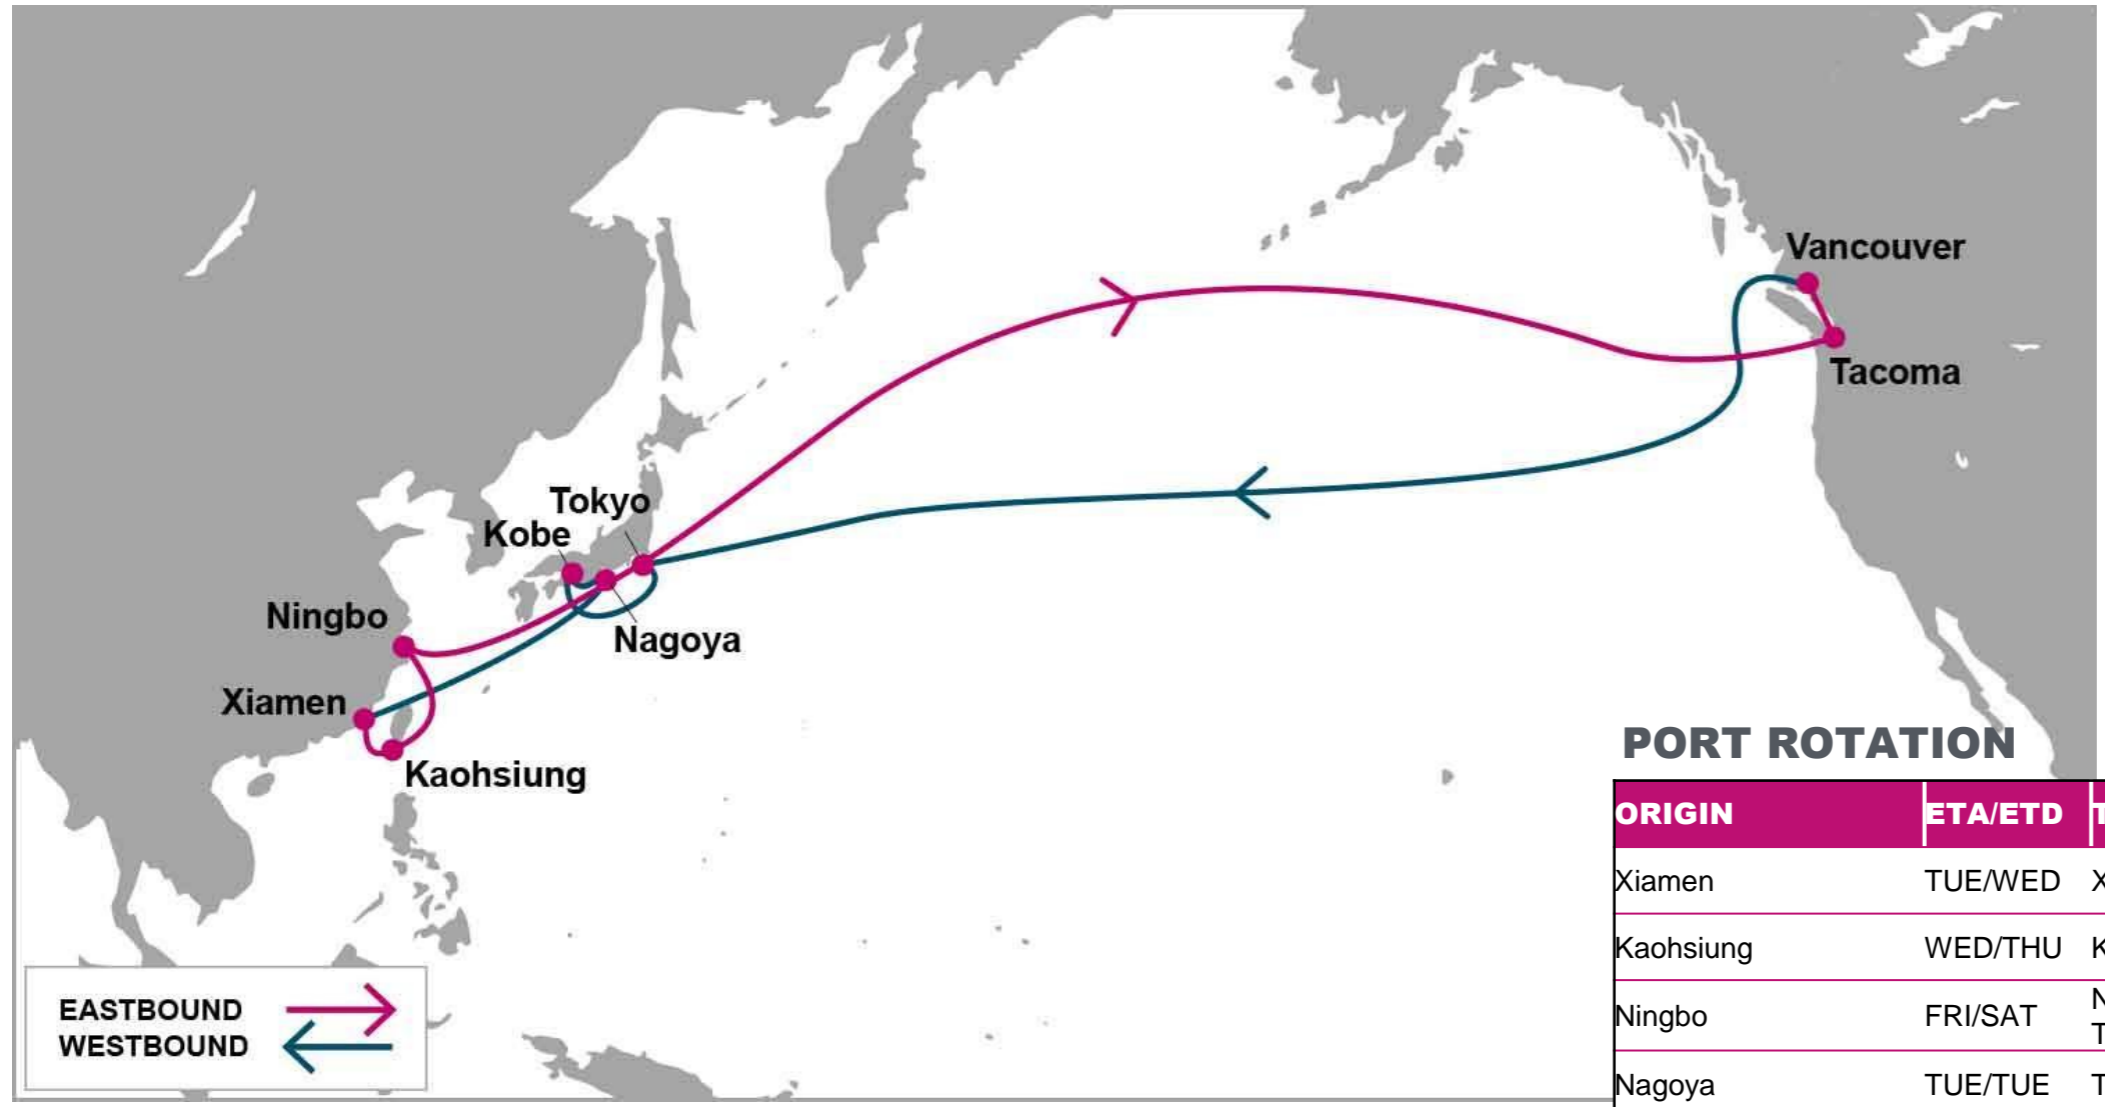 Vancouver
Tacoma
Tokyo
Kobe
Nagoya
Ningbo
Xiamen
Kaohsiung
EASTBOUND
WESTBOUND
PORT ROTATION
ORIGIN ETA/ETD T
Xiamen TUE/WED X
Kaohsiung WED/THU K
Ningbo FRI/SAT N
T
Nagoya TUE/TUE T